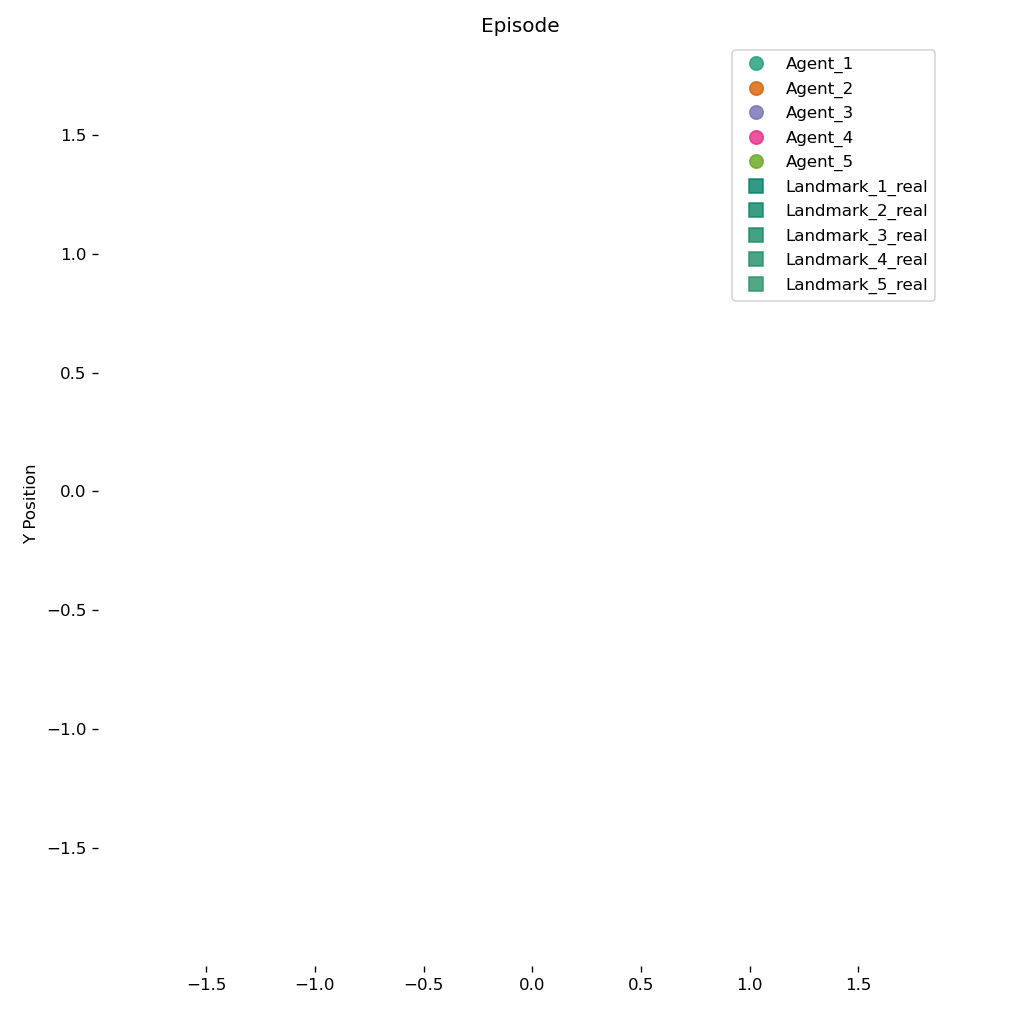 Episode
Agent_1
Agent_2
Agent_3
Agent_4
Agent_5
Landmark_1_real
Landmark_2_real
Landmark_3_real
Landmark_4_real
Landmark_5_real
Y Position
1.5
1.0
0.5
0.0
−0.5
−1.0
−1.5
−1.5 −1.0 −0.5 0.0 0.5 1.0 1.5